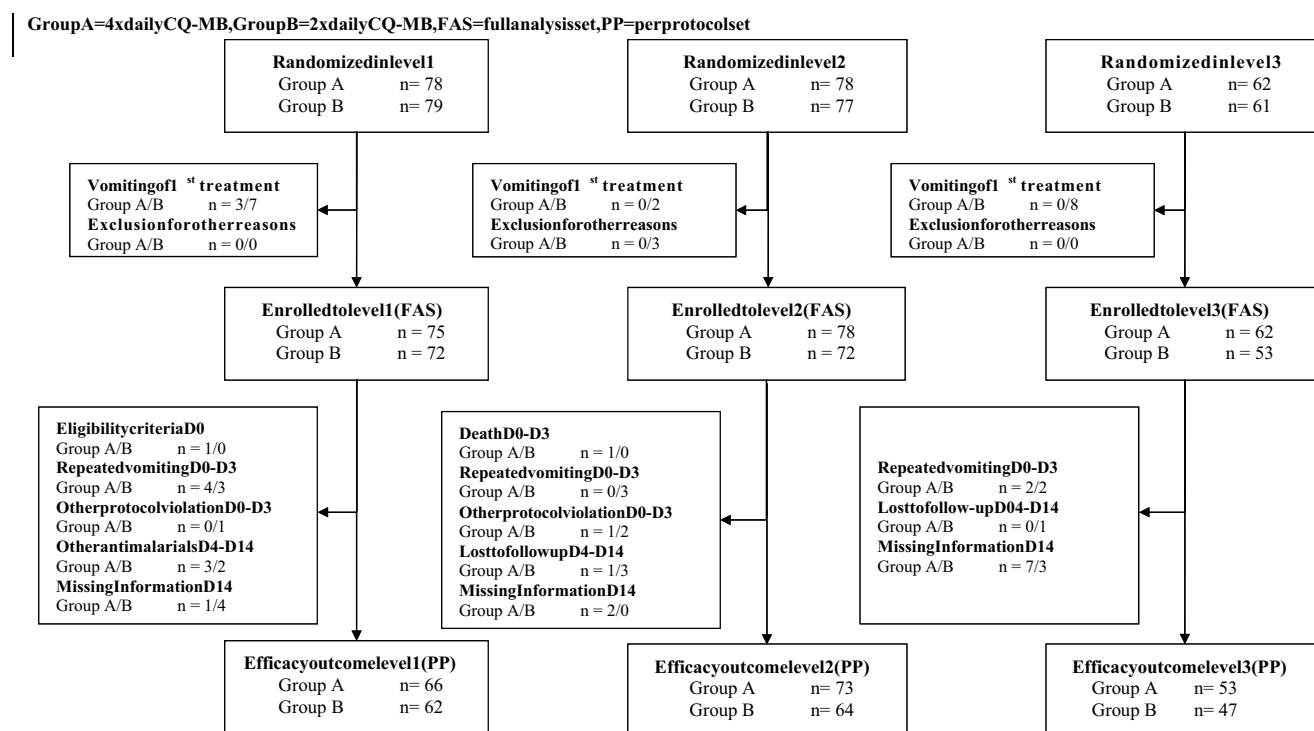 GroupA=4xdailyCQ-MB,GroupB=2xdailyCQ-MB,FAS=fullanalysisset,PP=perprotocolset
Randomizedinlevel1
Group A n= 78
Group B n= 79
Randomizedinlevel2
Group A n= 78
Group B n= 77
Randomizedinlevel3
Group A n= 62
Group B n= 61
Vomitingof1 st treatment
Group A/B n = 3/7
Exclusionforotherreasons
Group A/B n = 0/0
Vomitingof1 st treatment
Group A/B n = 0/2
Exclusionforotherreasons
Group A/B n = 0/3
Vomitingof1 st treatment
Group A/B n = 0/8
Exclusionforotherreasons
Group A/B n = 0/0
Enrolledtolevel1(FAS)
Group A n = 75
Group B n = 72
Enrolledtolevel2(FAS)
Group A n = 78
Group B n = 72
Enrolledtolevel3(FAS)
Group A n = 62
Group B n = 53
EligibilitycriteriaD0
Group A/B n = 1/0
RepeatedvomitingD0-D3
Group A/B n = 4/3
OtherprotocolviolationD0-D3
Group A/B n = 0/1
OtherantimalarialsD4-D14
Group A/B n = 3/2
MissingInformationD14
Group A/B n = 1/4
DeathD0-D3
Group A/B n = 1/0
RepeatedvomitingD0-D3
Group A/B n = 0/3
OtherprotocolviolationD0-D3
Group A/B n = 1/2
LosttofollowupD4-D14
Group A/B n = 1/3
MissingInformationD14
Group A/B n = 2/0
RepeatedvomitingD0-D3
Group A/B n = 2/2
Losttofollow-upD04-D14
Group A/B n = 0/1
MissingInformationD14
Group A/B n = 7/3
Efficacyoutcomelevel1(PP)
Group A n= 66
Group B n= 62
Efficacyoutcomelevel2(PP)
Group A n= 73
Group B n= 64
Efficacyoutcomelevel3(PP)
Group A n= 53
Group B n= 47